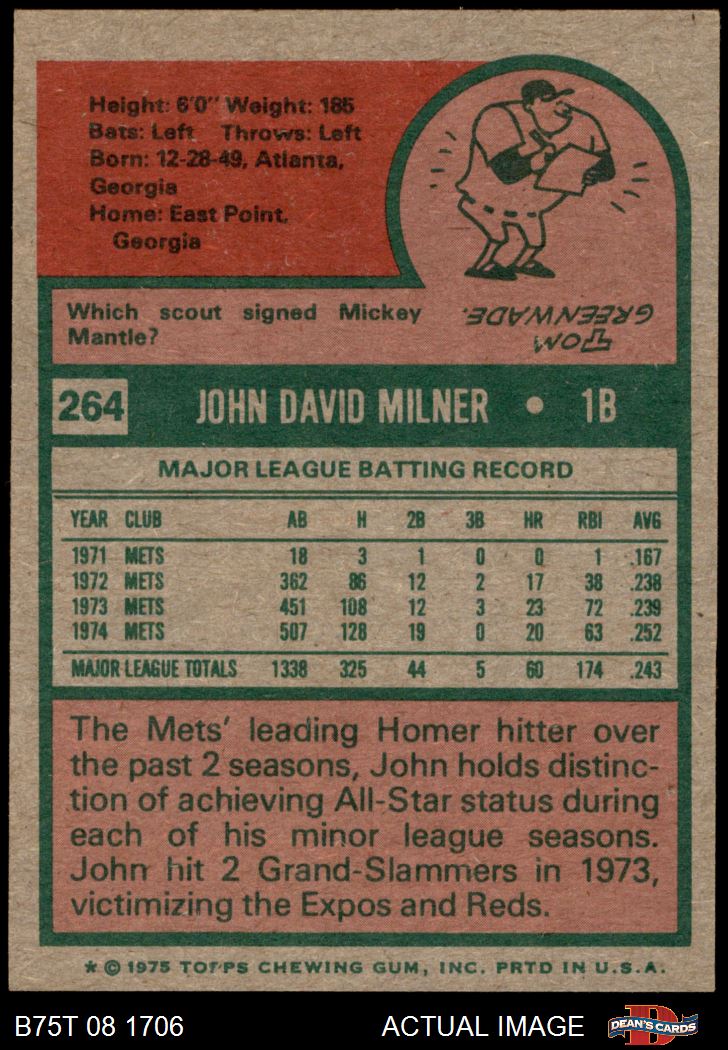 Height: 6'0" Weight: 185
Bats: Left Throws: Left
Born: 12-28-49, Atlanta,
Georgia
Home: East Point,
Georgia
Which scout signed Mickey
Mantle?
TOM
GREENWADE.
264 JOHN DAVID MILNER • 1B
MAJOR LEAGUE BATTING RECORD
YEAR CLUB AB H 2B 3B HR RBI AVG
1971 METS 18 3 1 0 0 1 .167
1972 METS 362 86 12 2 17 38 .238
1973 METS 451 108 12 3 23 72 .239
1974 METS 507 128 19 0 20 63 .252
MAJOR LEAGUE TOTALS 1338 325 44 5 60 174 .243
The Mets' leading Homer hitter over
the past 2 seasons, John holds distinc-
tion of achieving All-Star status during
each of his minor league seasons.
John hit 2 Grand-Slammers in 1973,
victimizing the Expos and Reds.
* © 1975 TOPPS CHEWING GUM, INC. PRTD IN U.S.A.
B75T 08 1706 ACTUAL IMAGE
DEAN'S CARDS